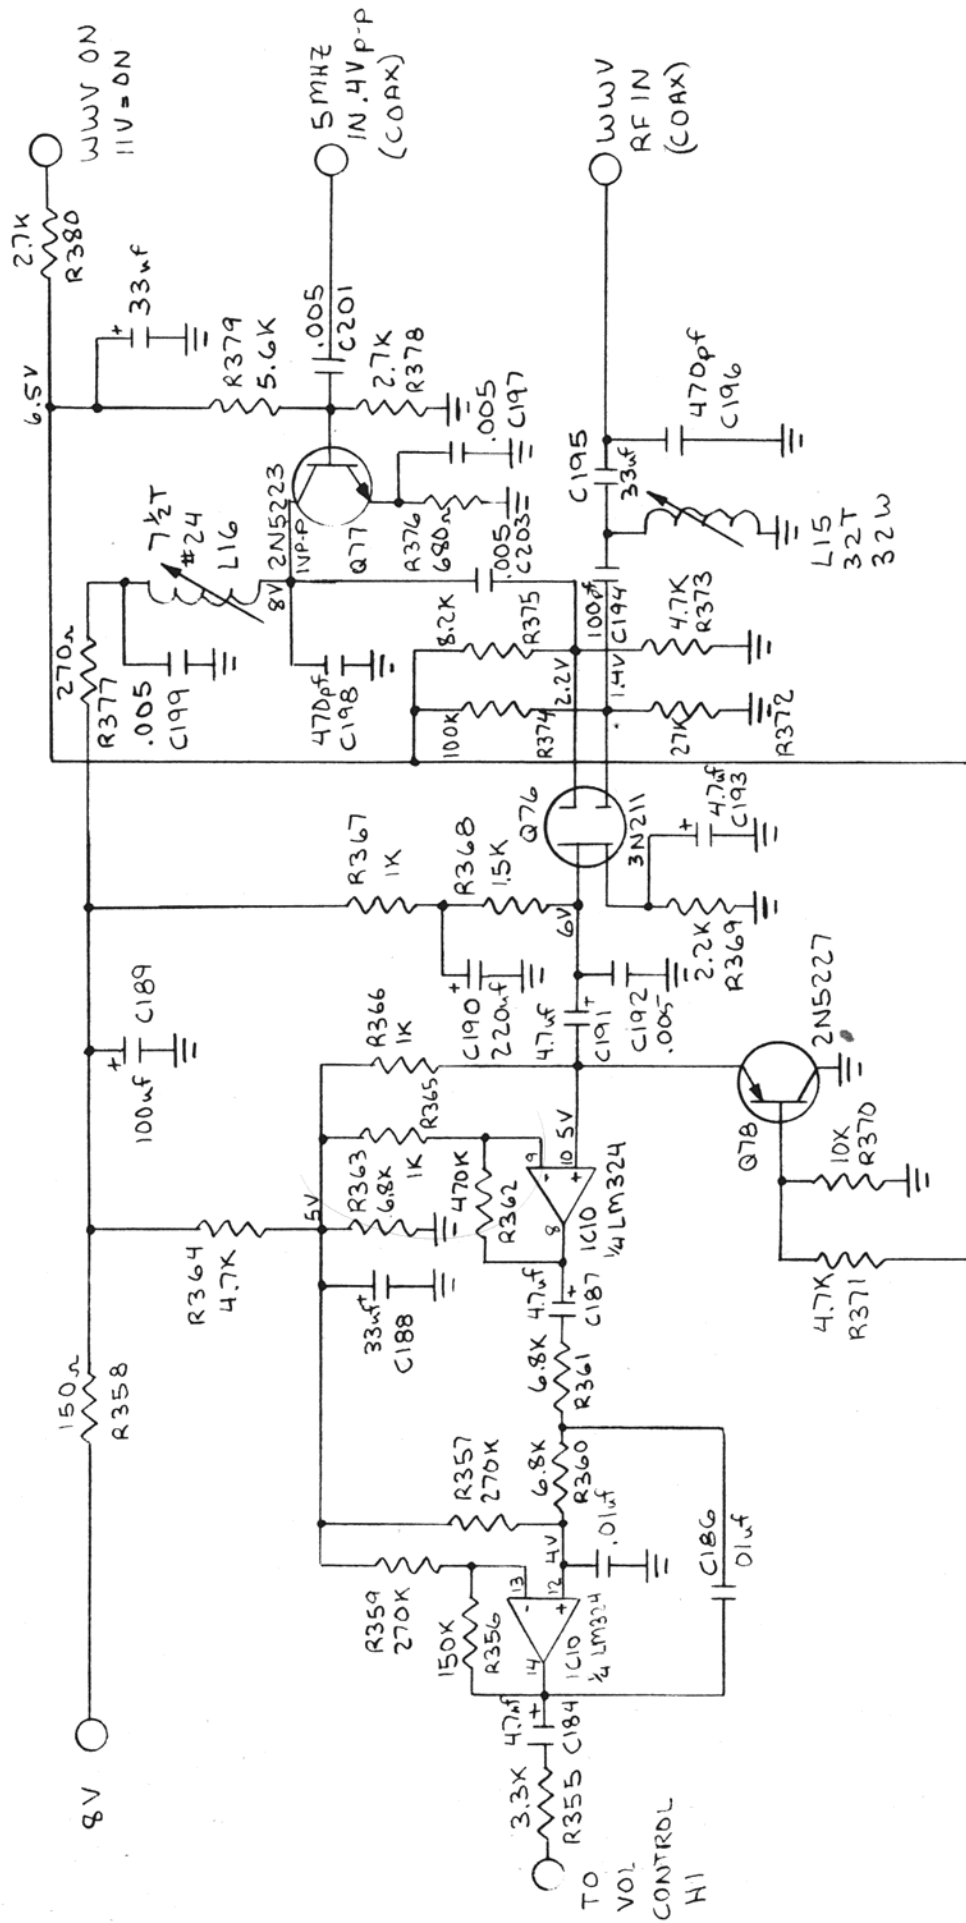 8V
150Ω
R358
R364
4.7K
100uf
+
C189
R367
1K
270Ω
R377
.005
C199
7½T
#24
L16
6.5V
2.7K
R380
WWV ON
11V = ON
+
33uf
R379
5.6K
.005
C201
5MHZ
IN .4V P-P
(COAX)
2.7K
R378
.005
C197
2N5223
1VP-P
8V
Q77
R376
680Ω
.005
C203
470pf
C198
8.2K
R375
100K
R374
2.2V
100pf
C194
1.4V
4.7K
R373
27K
R372
C195
33uf
470pf
C196
WWV
RF IN
(COAX)
L15
32T
32W
Q76
3N211
+
4.7uf
C193
2.2K
R369
R368
1.5K
6V
+
C190
220uf
4.7uf
+
C191
C192
.005
R366
1K
R365
1K
5V
R363
6.8K
470K
R362
33uf
+
C188
9
-
10
+
5V
8
IC10
¼ LM324
4.7uf
+
C187
6.8K
R361
6.8K
R360
R357
270K
.01uf
4V
R359
270K
150K
R356
13
-
12
+
14
IC10
¼ LM324
C186
.01uf
4.7uf
+
C184
3.3K
R355
TO
VOL
CONTROL
HI
Q78
2N5227
10K
R370
4.7K
R371